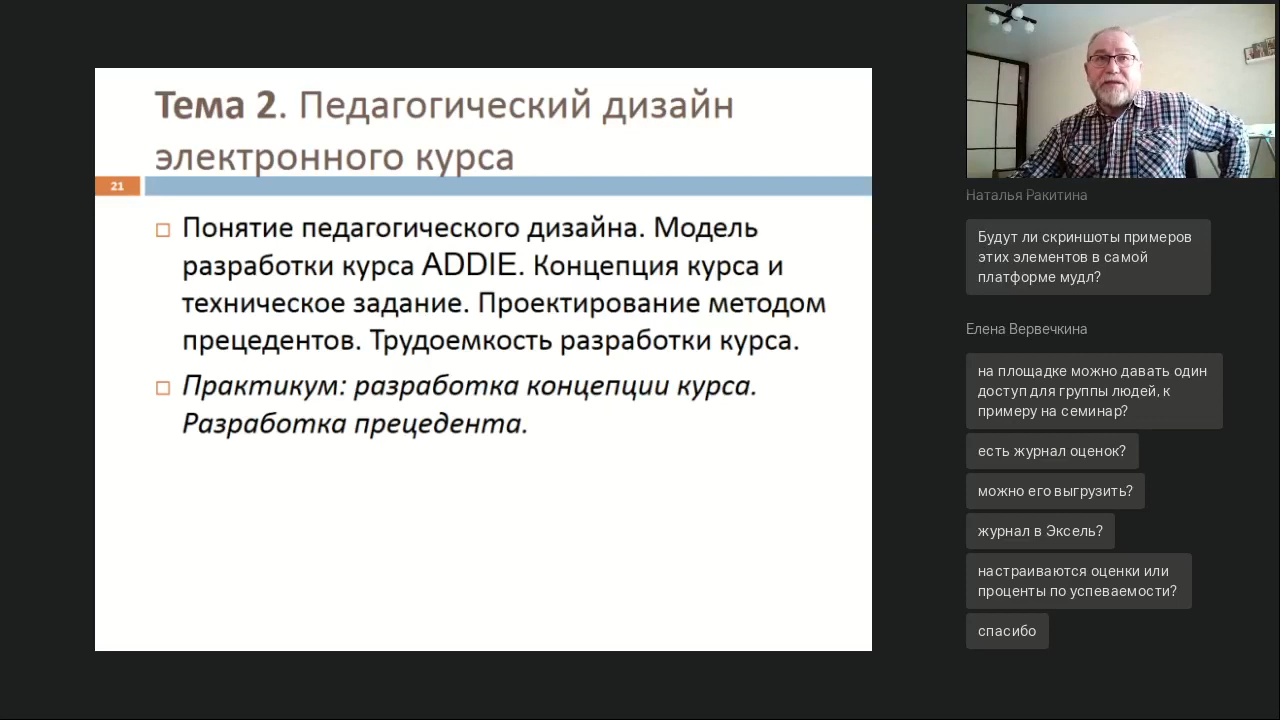 Тема 2. Педагогический дизайн
электронного курса
21
Понятие педагогического дизайна. Модель
разработки курса ADDIE. Концепция курса и
техническое задание. Проектирование методом
прецедентов. Трудоемкость разработки курса.
Практикум: разработка концепции курса.
Разработка прецедента.
Наталья Ракитина
Будут ли скриншоты примеров
этих элементов в самой
платформе мудл?
Елена Вервечкина
на площадке можно давать один
доступ для группы людей, к
примеру на семинар?
есть журнал оценок?
можно его выгрузить?
журнал в Эксель?
настраиваются оценки или
проценты по успеваемости?
спасибо